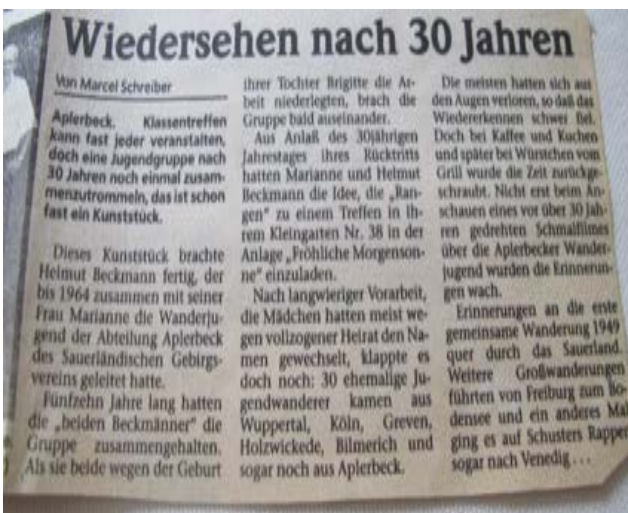 Wiedersehen nach 30 Jahren
Von Marcel Schreiber
Aplerbeck. Klassentreffen
kann fast jeder veranstalten,
doch eine Jugendgruppe nach
30 Jahren noch einmal zusam-
menzutrommeln, das ist schon
fast ein Kunststück.
Dieses Kunststück brachte
Helmut Beckmann fertig, der
bis 1964 zusammen mit seiner
Frau Marianne die Wanderju-
gend der Abteilung Aplerbeck
des Sauerländischen Gebirgs-
vereins geleitet hatte.
Fünfzehn Jahre lang hatten
die „beiden Beckmänner“ die
Gruppe zusammengehalten.
Als sie beide wegen der Geburt
ihrer Tochter Brigitte die Ar-
beit niederlegten, brach die
Gruppe bald auseinander.
Aus Anlaß des 30jährigen
Jahrestages ihres Rücktritts
hatten Marianne und Helmut
Beckmann die Idee, die „Ran-
gen“ zu einem Treffen in ih-
rem Kleingarten Nr. 38 in der
Anlage „Fröhliche Morgenson-
ne“ einzuladen.
Nach langwieriger Vorarbeit,
die Mädchen hatten meist we-
gen vollzogener Heirat den Na-
men gewechselt, klappte es
doch noch: 30 ehemalige Ju-
gendwanderer kamen aus
Wuppertal, Köln, Greven,
Holzwickede, Bilmerich und
sogar noch aus Aplerbeck.
Die meisten hatten sich aus
den Augen verloren, so daß das
Wiedererkennen schwer fiel.
Doch bei Kaffee und Kuchen
und später bei Würstchen vom
Grill wurde die Zeit zurückge-
schraubt. Nicht erst beim An-
schauen eines vor über 30 Jah-
ren gedrehten Schmalfilmes
über die Aplerbecker Wander-
jugend wurden die Erinnerun-
gen wach.
Erinnerungen an die erste
gemeinsame Wanderung 1949
quer durch das Sauerland.
Weitere Großwanderungen
führten von Freiburg zum Bo-
densee und ein anderes Mal
ging es auf Schusters Rappen
sogar nach Venedig . . .